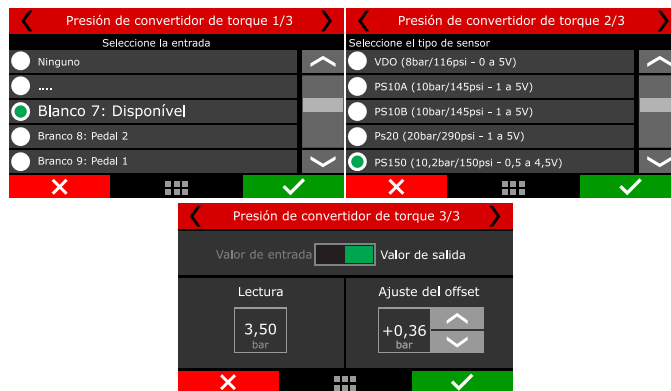 Presión de convertidor de torque 1/3
Seleccione la entrada
Ninguno
....
Blanco 7: Disponível
Branco 8: Pedal 2
Branco 9: Pedal 1
Presión de convertidor de torque 2/3
Seleccione el tipo de sensor
VDO (8bar/116psi – 0 a 5V)
PS10A (10bar/145psi – 1 a 5V)
PS10B (10bar/145psi – 1 a 5V)
Ps20 (20bar/290psi – 1 a 5V)
PS150 (10,2bar/150psi – 0,5 a 4,5V)
Presión de convertidor de torque 3/3
Valor de entrada Valor de salida
Lectura
3,50
bar
Ajuste del offset
+0,36
bar